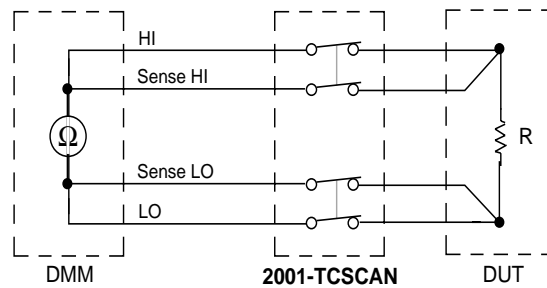 HI
Sense HI
Ω
R
Sense LO
LO
DMM
2001-TCSCAN
DUT